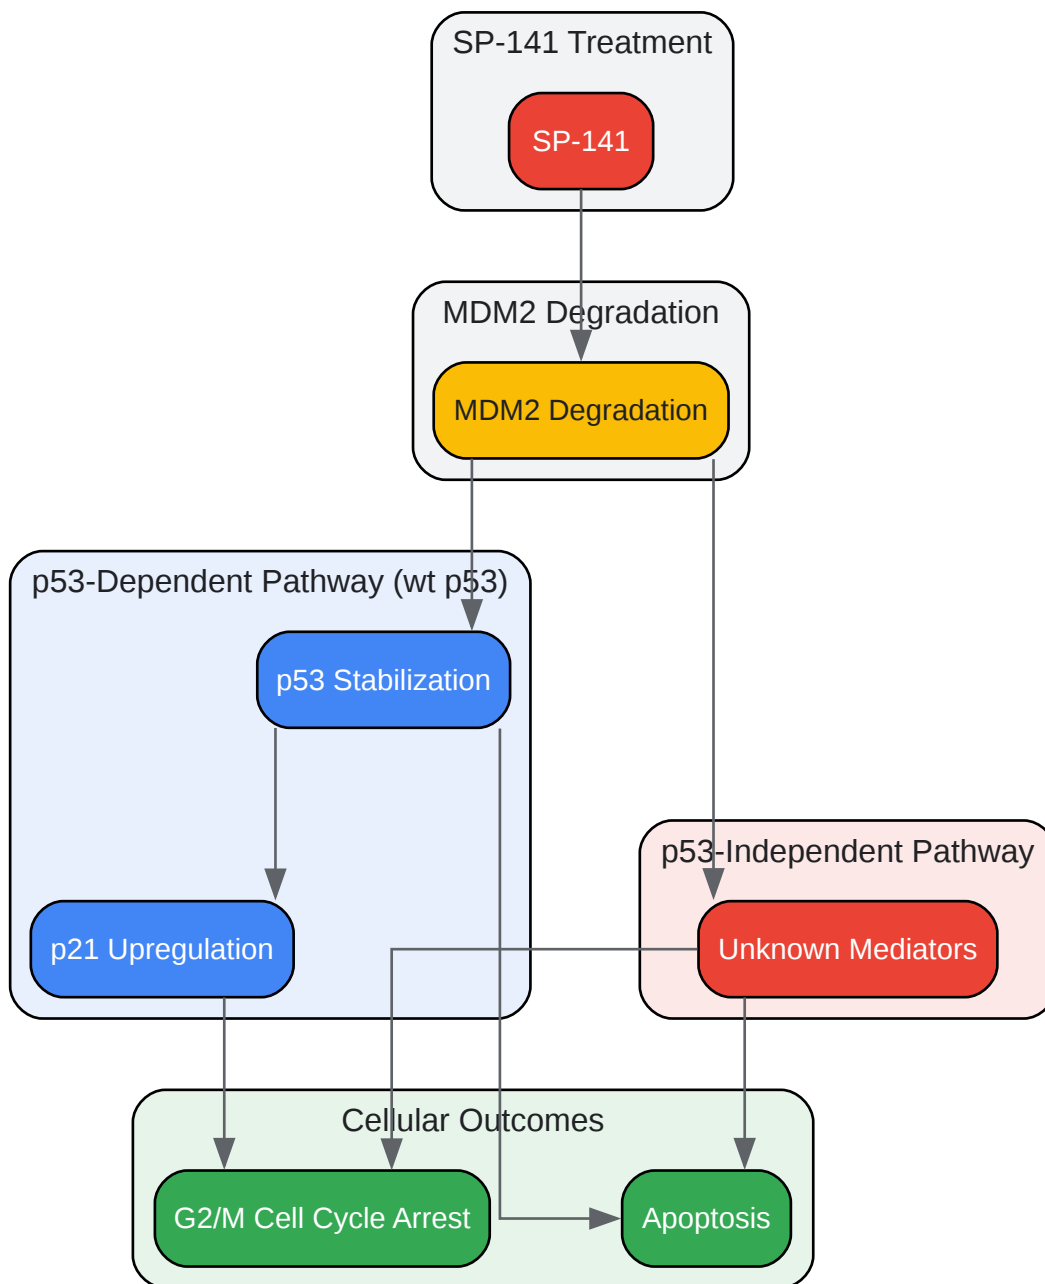 SP-141 Treatment
SP-141
MDM2 Degradation
MDM2 Degradation
p53-Dependent Pathway (wt p53)
p53 Stabilization
p53-Independent Pathway
p21 Upregulation
Unknown Mediators
Cellular Outcomes
G2/M Cell Cycle Arrest
Apoptosis